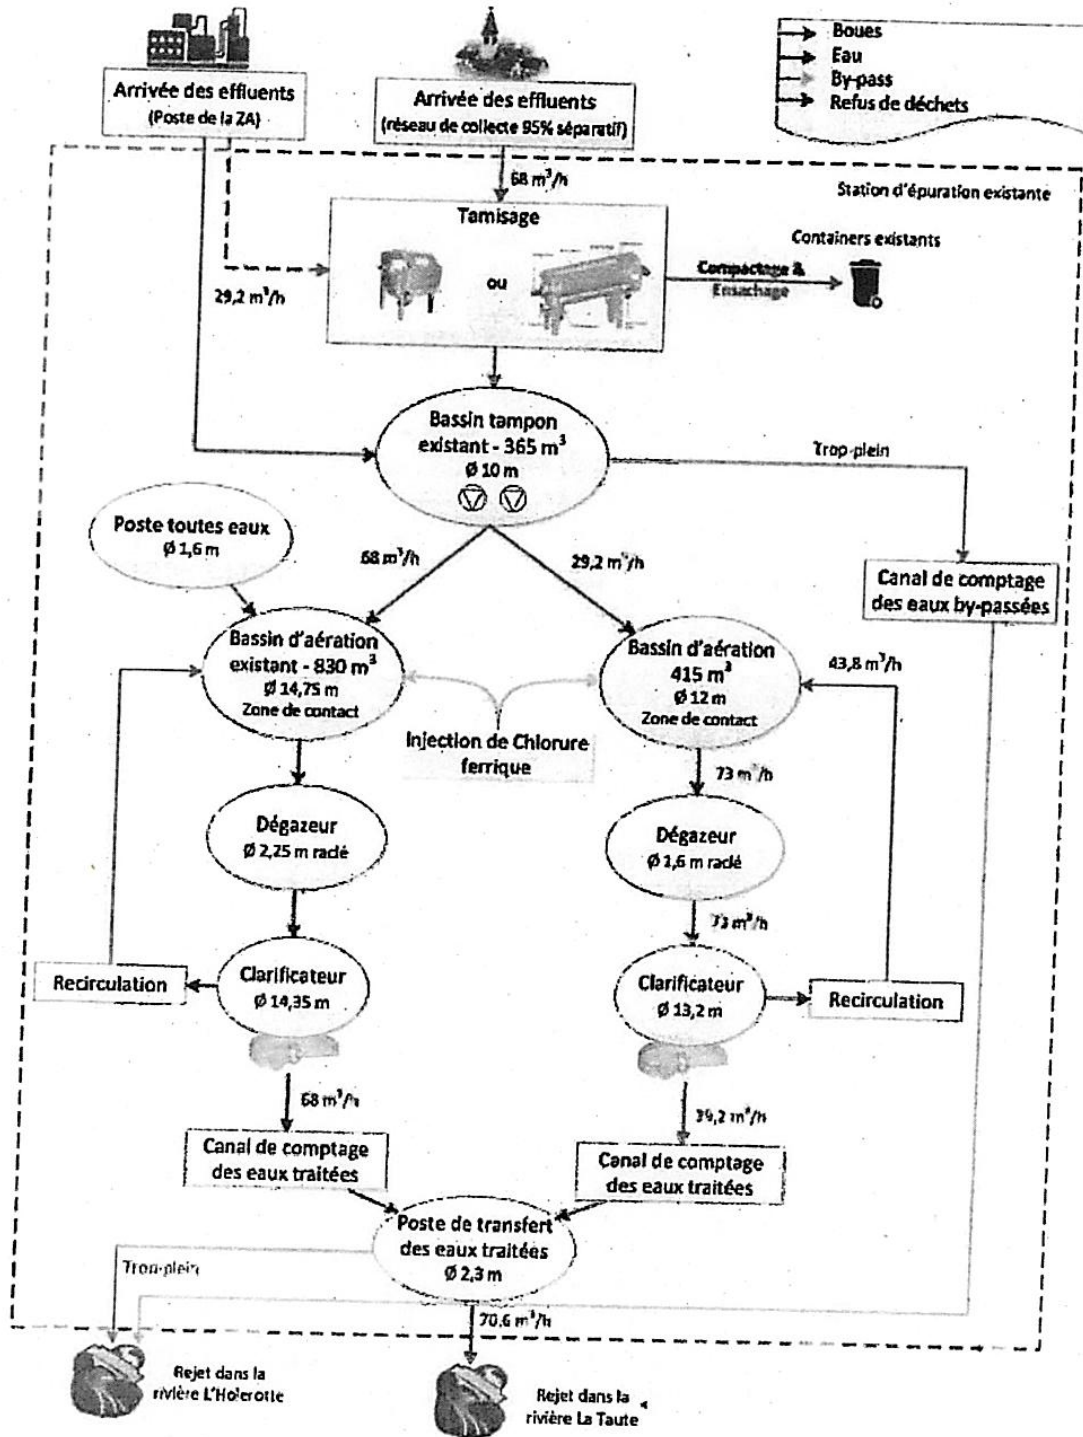 Boues
Eau
By-pass
Refus de déchets
Arrivée des effluents
(Poste de la ZA)
Arrivée des effluents
(réseau de collecte 95% séparatif)
68 m³/h
Station d'épuration existante
Tamisage
ou
29,2 m³/h
Containers existants
Compactage &
Ensachage
Bassin tampon
existant - 365 m³
Ø 10 m
Trop-plein
Poste toutes eaux
Ø 1,6 m
68 m³/h
29,2 m³/h
Canal de comptage
des eaux by-passées
Bassin d'aération
existant - 830 m³
Ø 14,75 m
Zone de contact
Bassin d'aération
415 m³
Ø 12 m
Zone de contact
43,8 m³/h
Injection de Chlorure
ferrique
73 m³/h
Dégazeur
Ø 2,25 m raclé
Dégazeur
Ø 1,6 m raclé
73 m³/h
Recirculation
Clarificateur
Ø 14,35 m
Clarificateur
Ø 13,2 m
Recirculation
68 m³/h
39,2 m³/h
Canal de comptage
des eaux traitées
Canal de comptage
des eaux traitées
Poste de transfert
des eaux traitées
Ø 2,3 m
Trop-plein
70,6 m³/h
Rejet dans la
rivière L'Holerotte
Rejet dans la
rivière La Taute